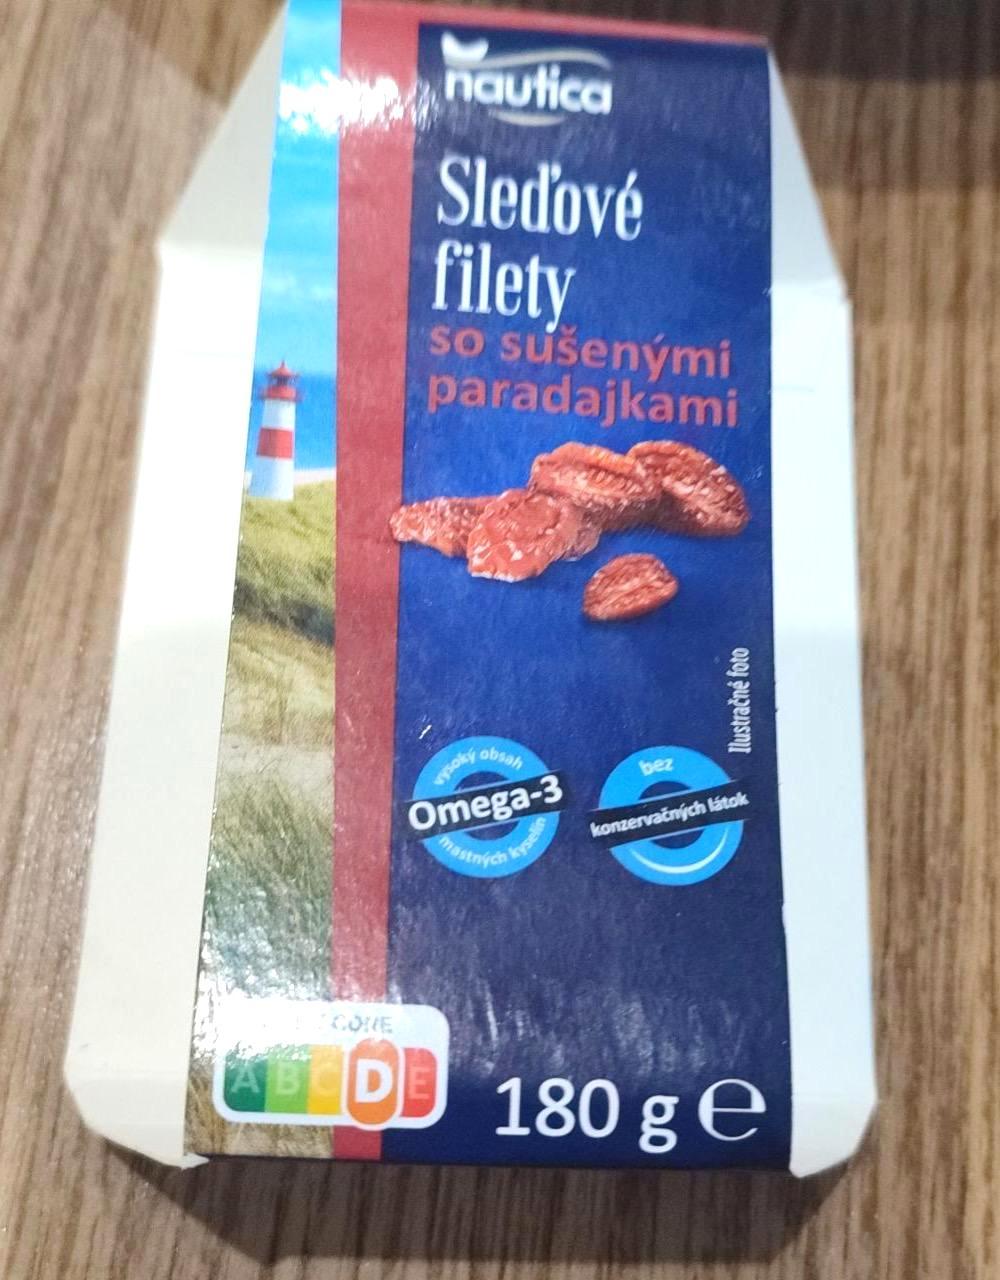 nautica
Sleďové
filety
so sušenými
paradajkami
Ilustračné foto
vysoký obsah
Omega-3
mastných kyselín
bez
konzervačných látok
A B C D E
180 g e